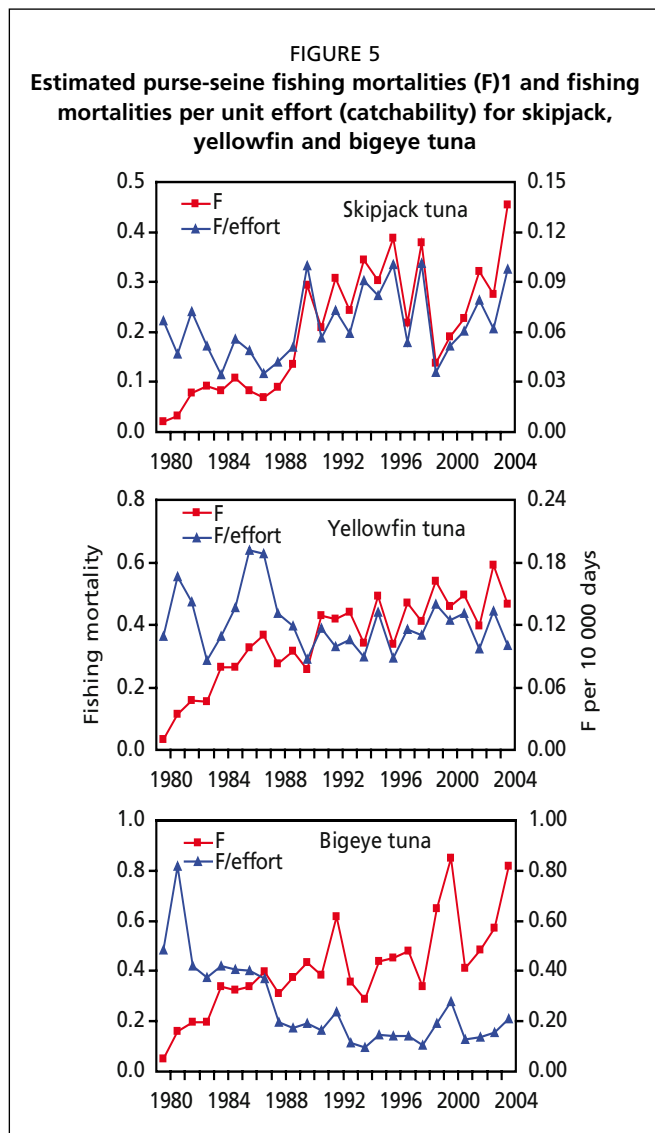 FIGURE 5
Estimated purse-seine fishing mortalities (F)1 and fishing
mortalities per unit effort (catchability) for skipjack,
yellowfin and bigeye tuna
0.5 0.15
F
Skipjack tuna
F/effort
0.4 0.12
0.3 0.09
0.2 0.06
0.1 0.03
0.0 0.00
1980 1984 1988 1992 1996 2000 2004
0.8 0.24
F
Yellowfin tuna
F/effort
0.6 0.18
0.4 0.12
0.2 0.06
0.0 0.00
1980 1984 1988 1992 1996 2000 2004
Fishing mortality
F per 10 000 days
1.0 1.00
F
Bigeye tuna
F/effort
0.8 0.80
0.6 0.60
0.4 0.40
0.2 0.20
0.0 0.00
1980 1984 1988 1992 1996 2000 2004